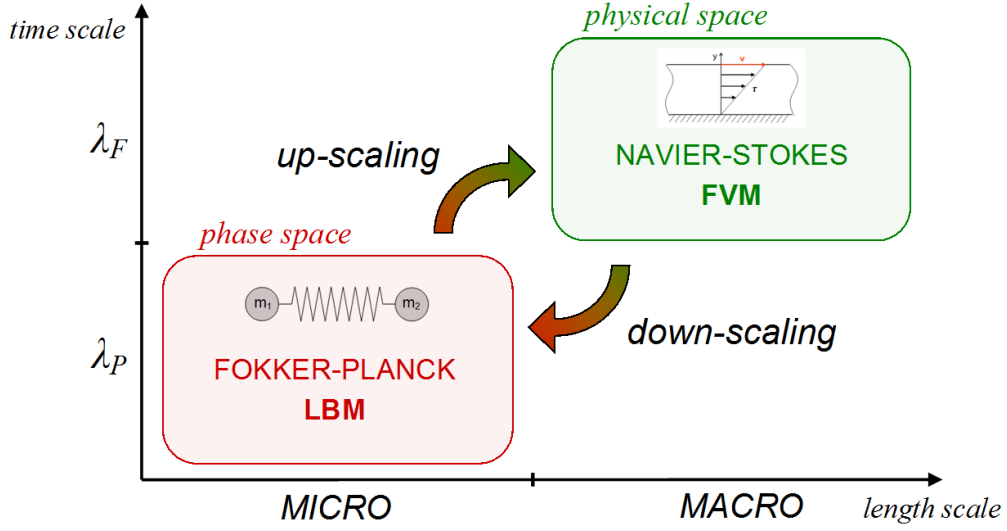 time scale
physical space
y
v
τ
λF
up-scaling
NAVIER-STOKES
FVM
phase space
m1
m2
down-scaling
λP
FOKKER-PLANCK
LBM
MICRO
MACRO
length scale